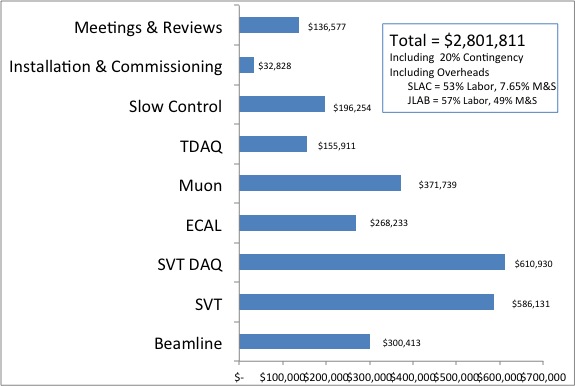 Meetings & Reviews
$136,577
Total = $2,801,811
Including 20% Contingency
Including Overheads
SLAC = 53% Labor, 7.65% M&S
JLAB = 57% Labor, 49% M&S
Installation & Commissioning
$32,828
Slow Control
$196,254
TDAQ
$155,911
Muon
$371,739
ECAL
$268,233
SVT DAQ
$610,930
SVT
$586,131
Beamline
$300,413
$- $100,000 $200,000 $300,000 $400,000 $500,000 $600,000 $700,000